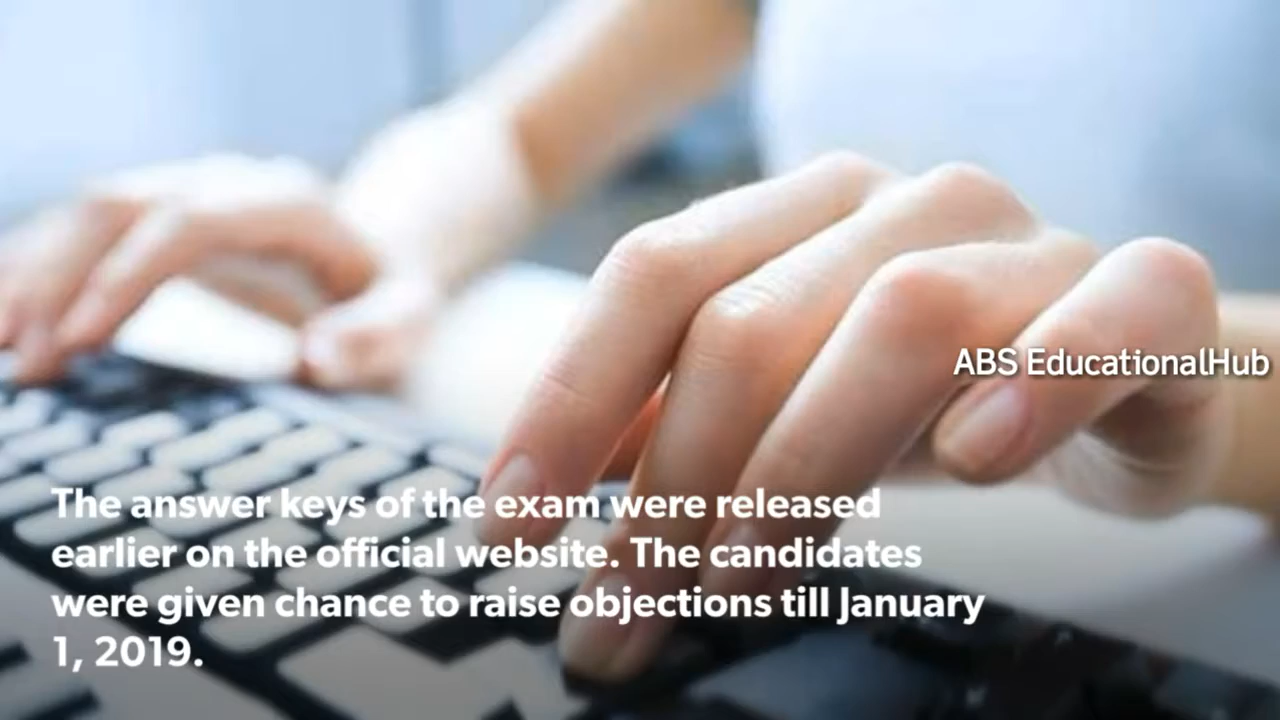 ABS EducationalHub
The answer keys of the exam were released
earlier on the official website. The candidates
were given chance to raise objections till January
1, 2019.